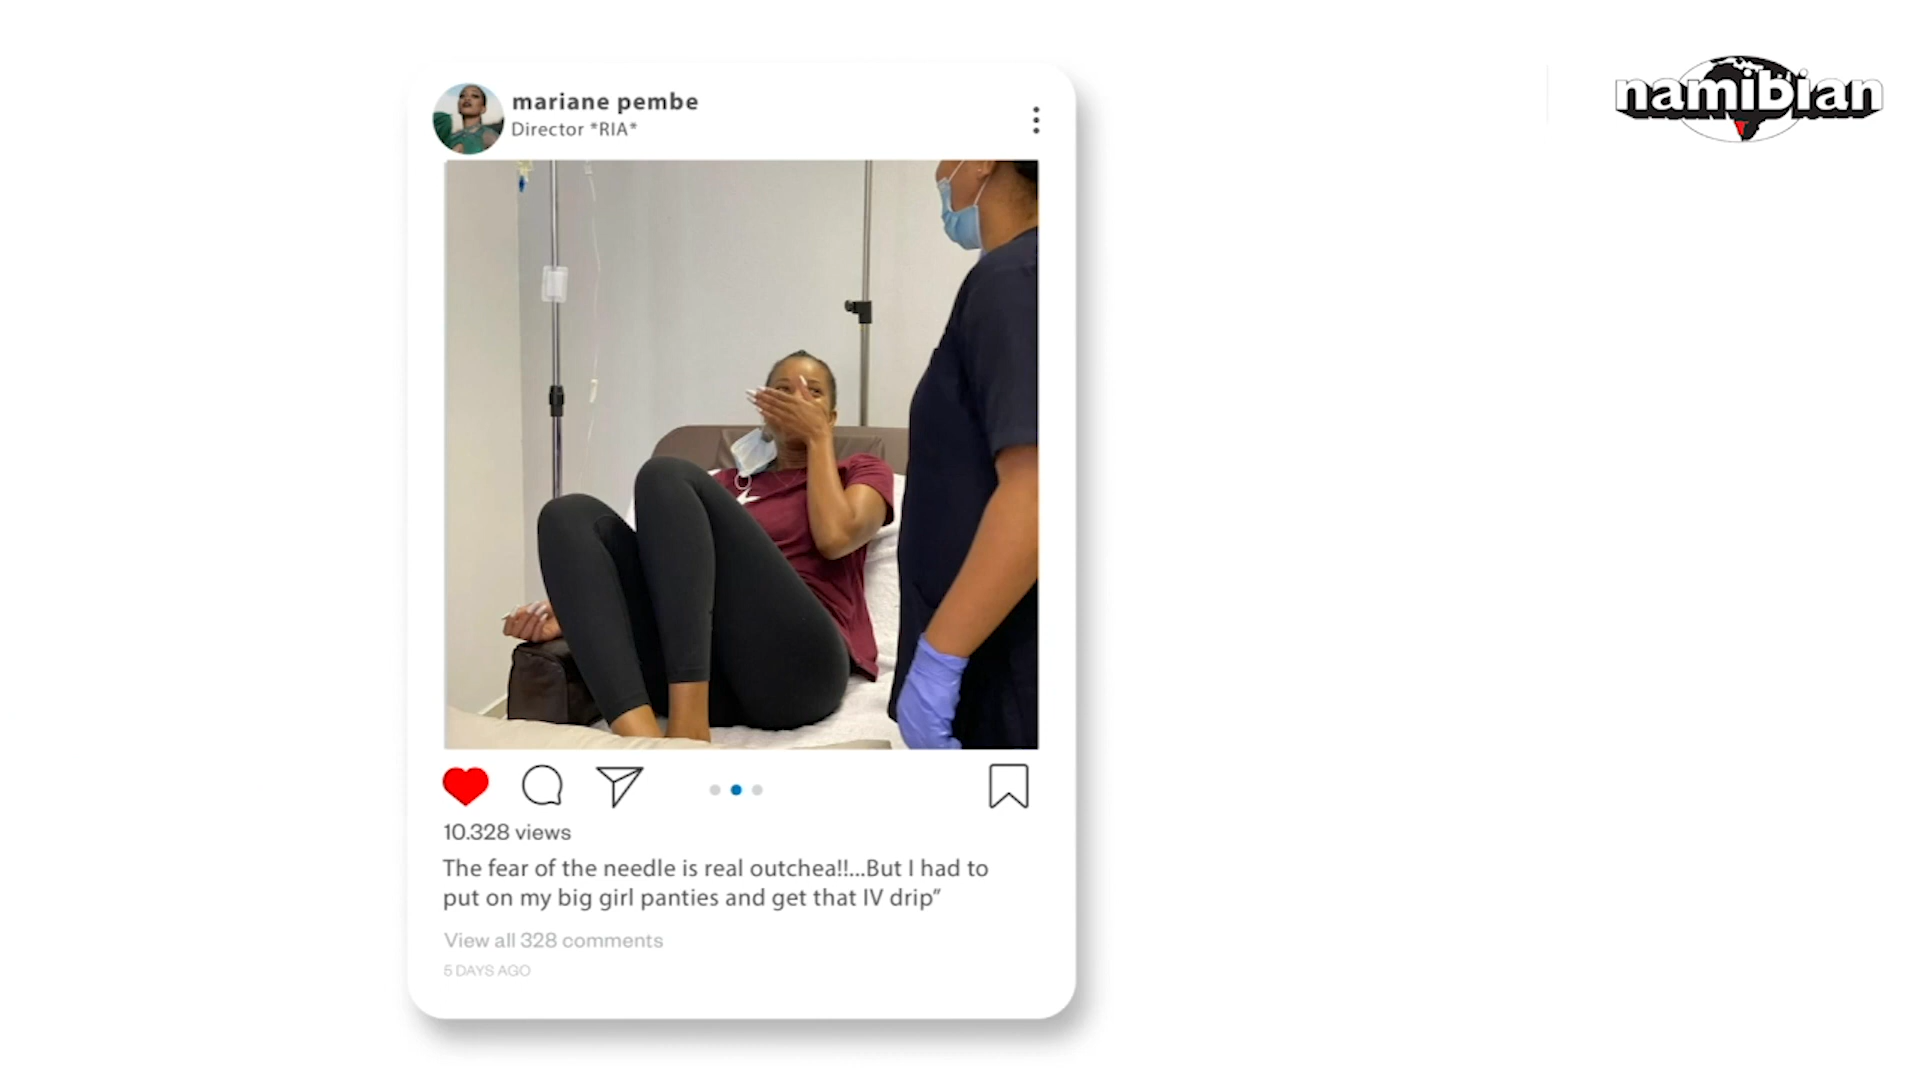 mariane pembe
Director *RIA*
namibian
10.328 views
The fear of the needle is real outchea!!...But I had to
put on my big girl panties and get that IV drip”
View all 328 comments
5 DAYS AGO